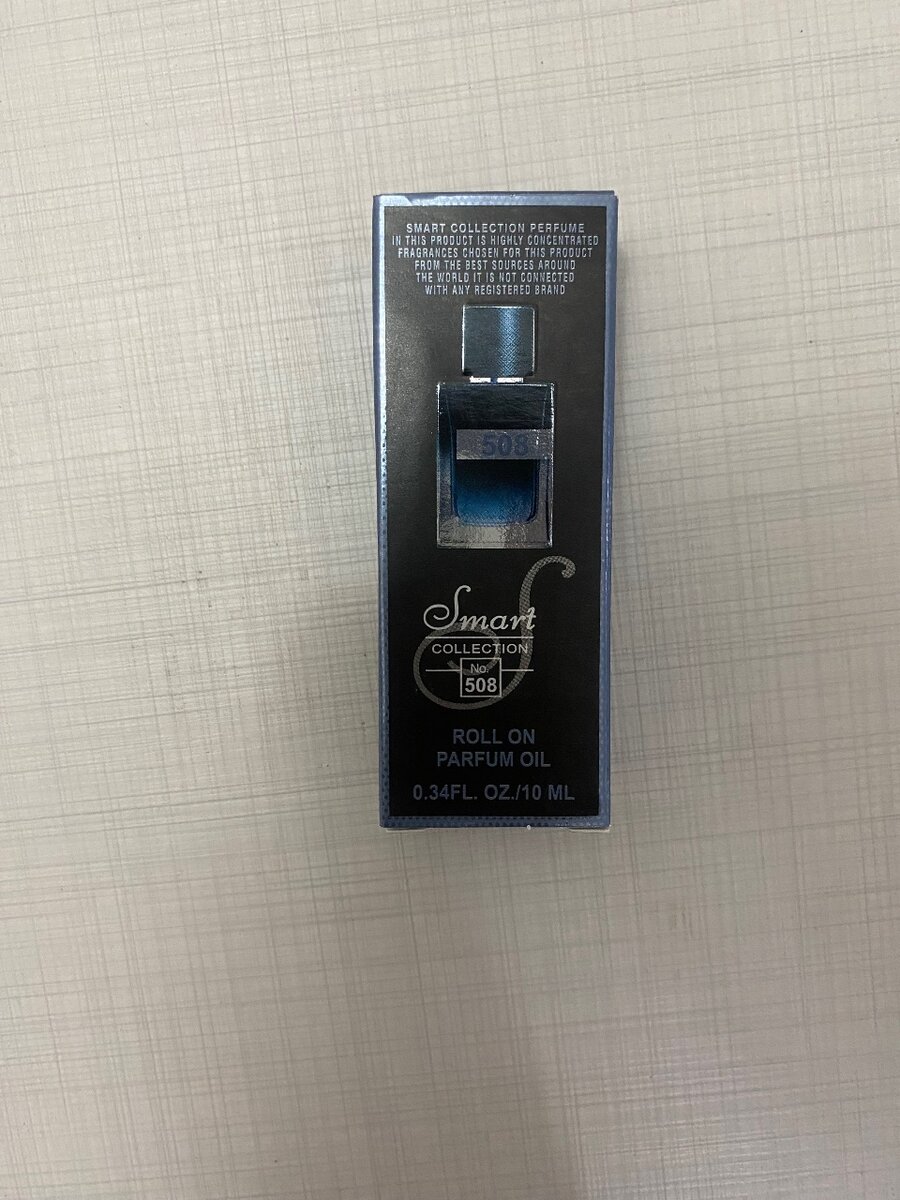 SMART COLLECTION PERFUME
IN THIS PRODUCT IS HIGHLY CONCENTRATED
FRAGRANCES CHOSEN FOR THIS PRODUCT
FROM THE BEST SOURCES AROUND
THE WORLD IT IS NOT CONNECTED
WITH ANY REGISTERED BRAND
508
Smart
COLLECTION
No.
508
ROLL ON
PARFUM OIL
0.34FL. OZ./10 ML